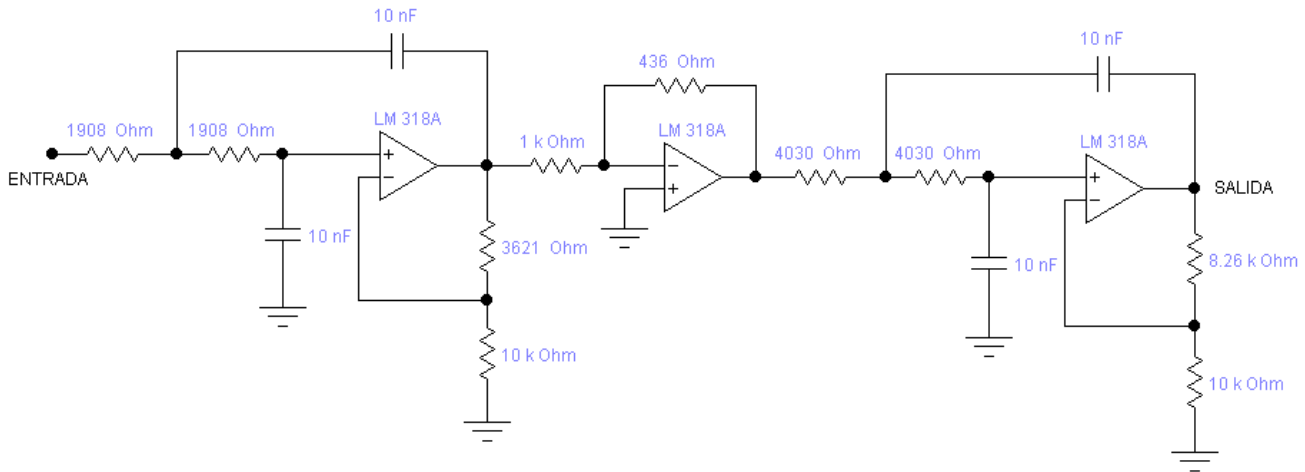 10 nF
10 nF
436 Ohm
1908 Ohm
1908 Ohm
LM 318A
LM 318A
LM 318A
1 k Ohm
4030 Ohm
4030 Ohm
ENTRADA
SALIDA
10 nF
3621 Ohm
10 nF
8.26 k Ohm
10 k Ohm
10 k Ohm